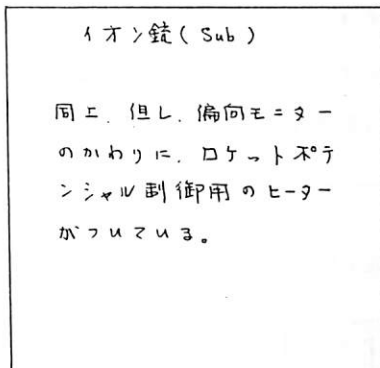 イオン銃(Sub)
同上、但し、偏向モニター
のかわりに、ロケットポテ
ンシャル制御用のヒーター
がついている。